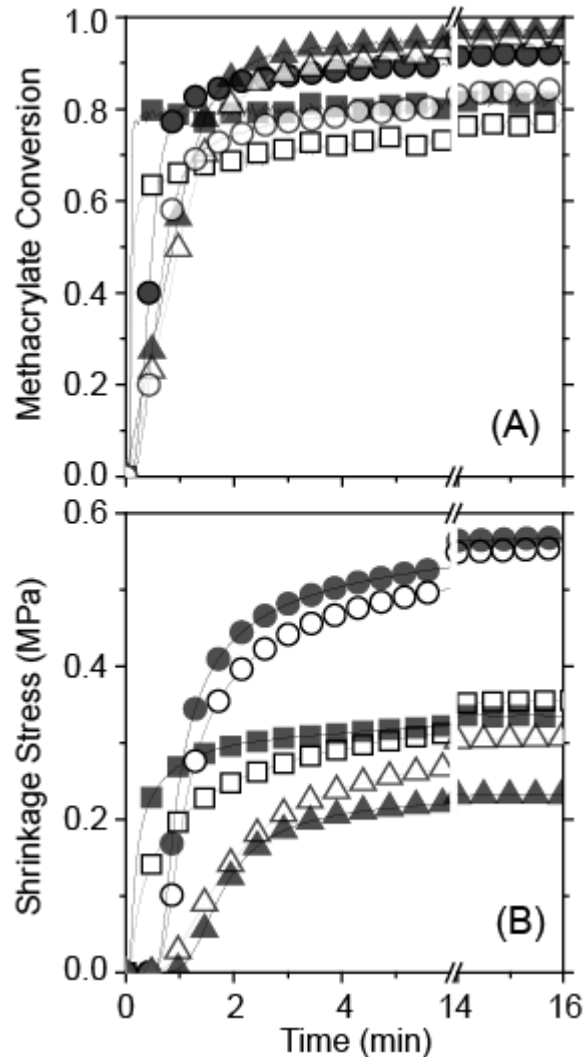 1.0
0.8
0.6
0.4
0.2
0.0
Methacrylate Conversion
(A)
0.6
0.4
0.2
0.0
Shrinkage Stress (MPa)
(B)
0 2 4 14 16
Time (min)